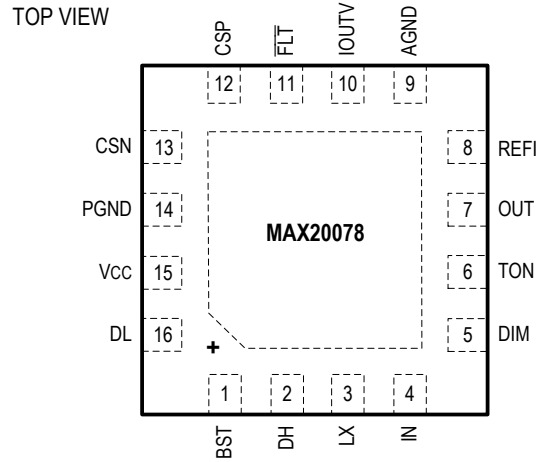 TOP VIEW
CSP
FLT
IOUTV
AGND
12
11
10
9
CSN 13
8 REFI
PGND 14
7 OUT
MAX20078
VCC 15
6 TON
DL 16
5 DIM
+
1
2
3
4
BST
DH
LX
IN